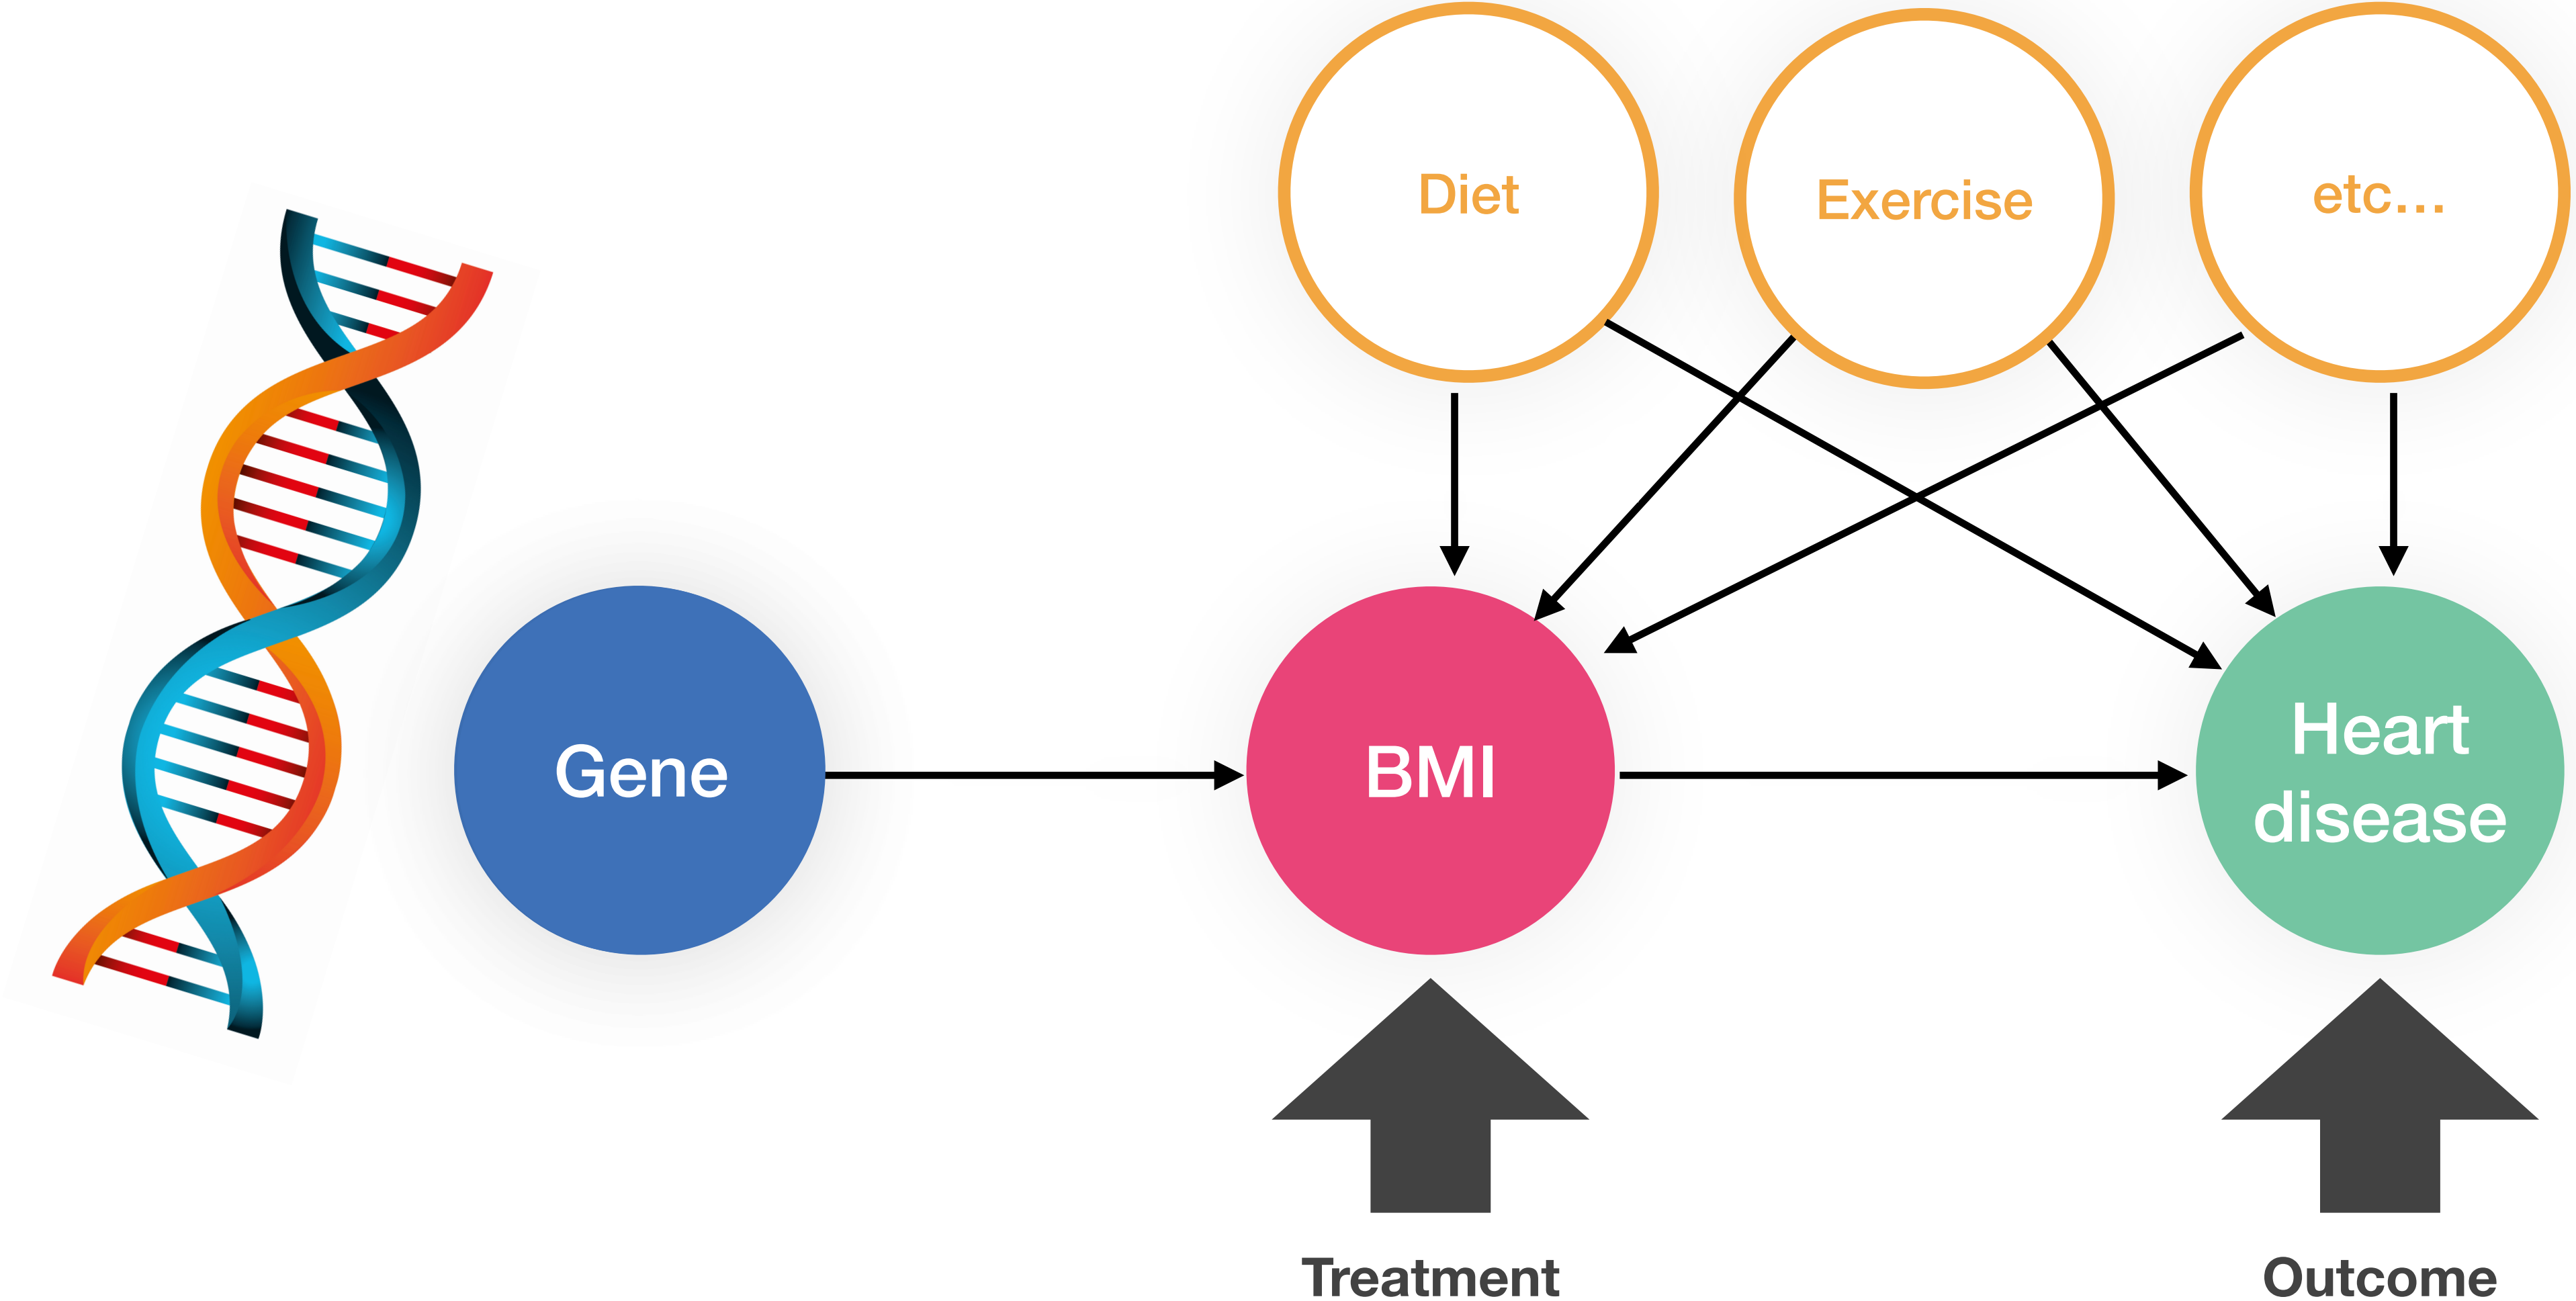 Diet
Exercise
etc...
Gene
BMI
Heart
disease
Treatment
Outcome